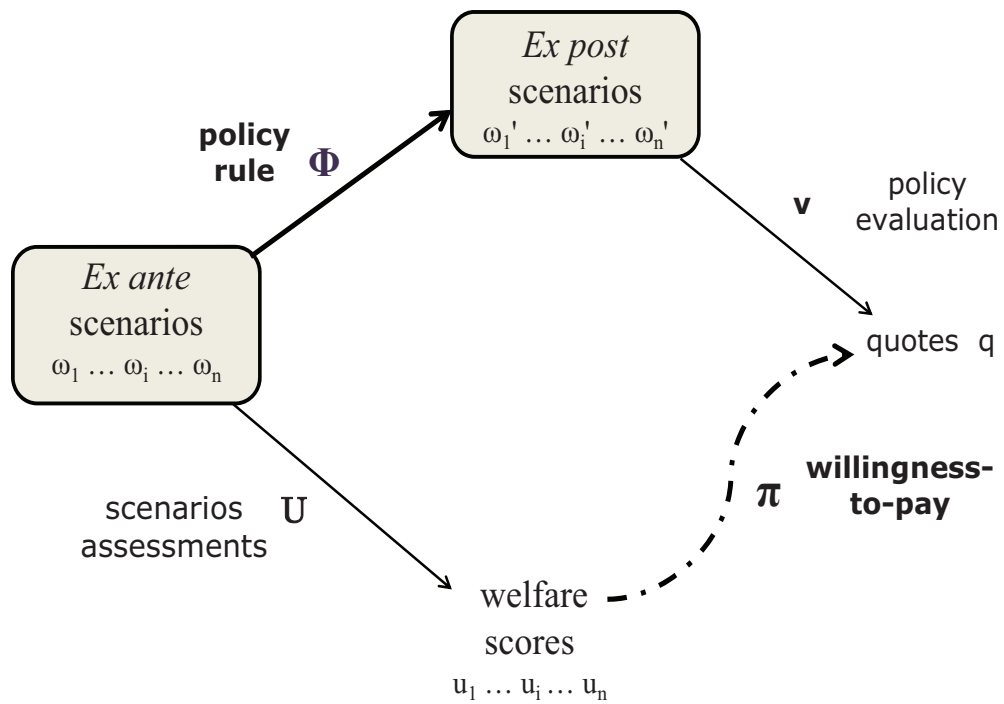 Ex post
scenarios
ω₁' … ωᵢ' … ωₙ'
policy
rule Φ
v
policy
evaluation
Ex ante
scenarios
ω₁ … ωᵢ … ωₙ
quotes q
scenarios
assessments
U
π
willingness-
to-pay
welfare
scores
u₁ … uᵢ … uₙ